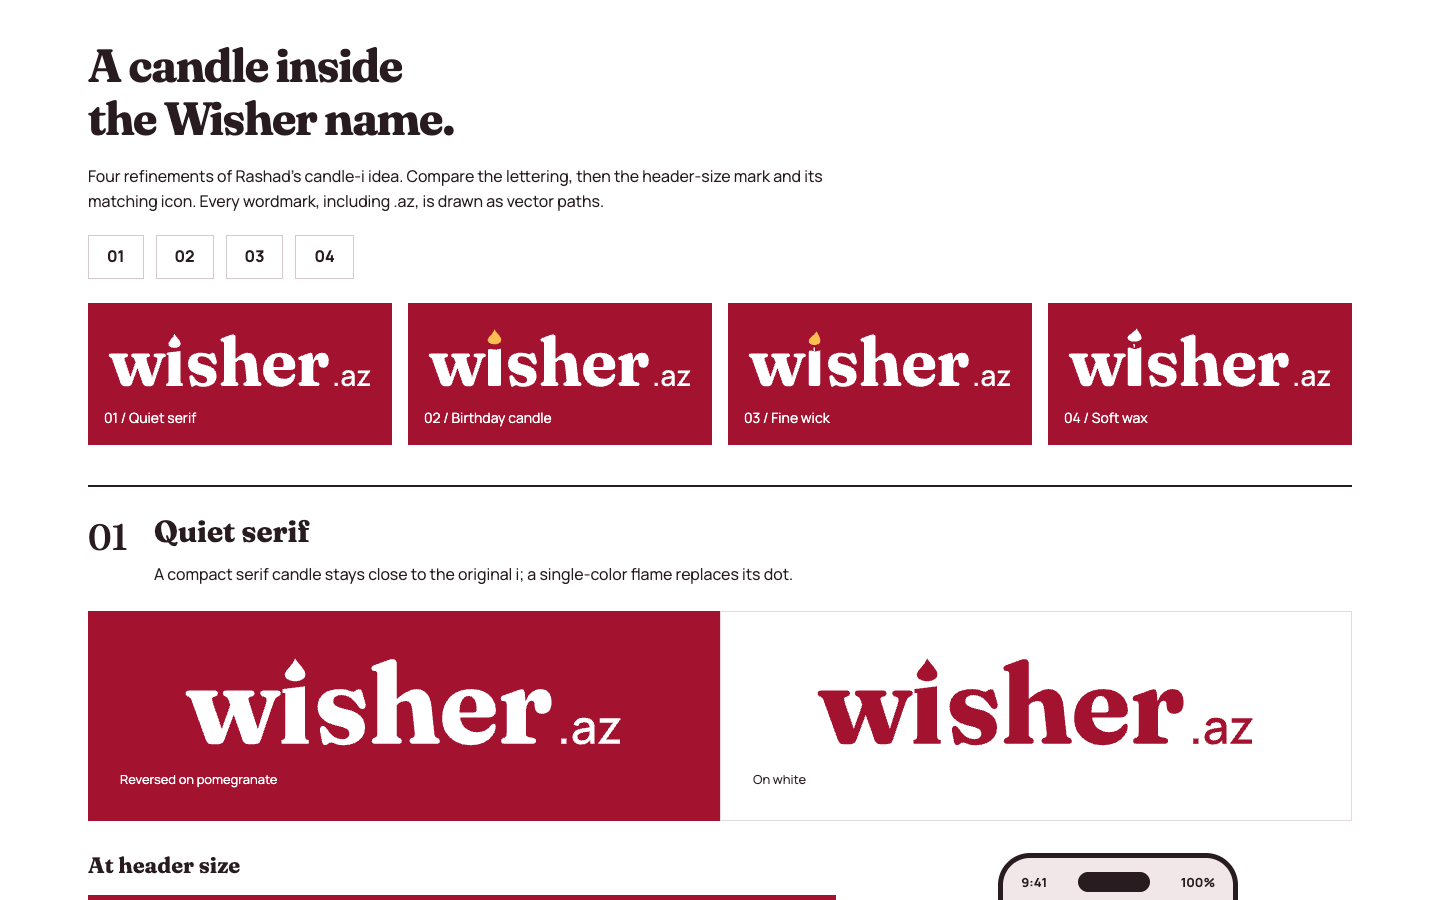 A candle inside
the Wisher name.
Four refinements of Rashad's candle-i idea. Compare the lettering, then the header-size mark and its
matching icon. Every wordmark, including .az, is drawn as vector paths.
01 02 03 04
wisher.az wisher.az wisher.az wisher.az
01 / Quiet serif 02 / Birthday candle 03 / Fine wick 04 / Soft wax
01 Quiet serif
A compact serif candle stays close to the original i; a single-color flame replaces its dot.
wisher.az wisher.az
Reversed on pomegranate On white
At header size
9:41 100%